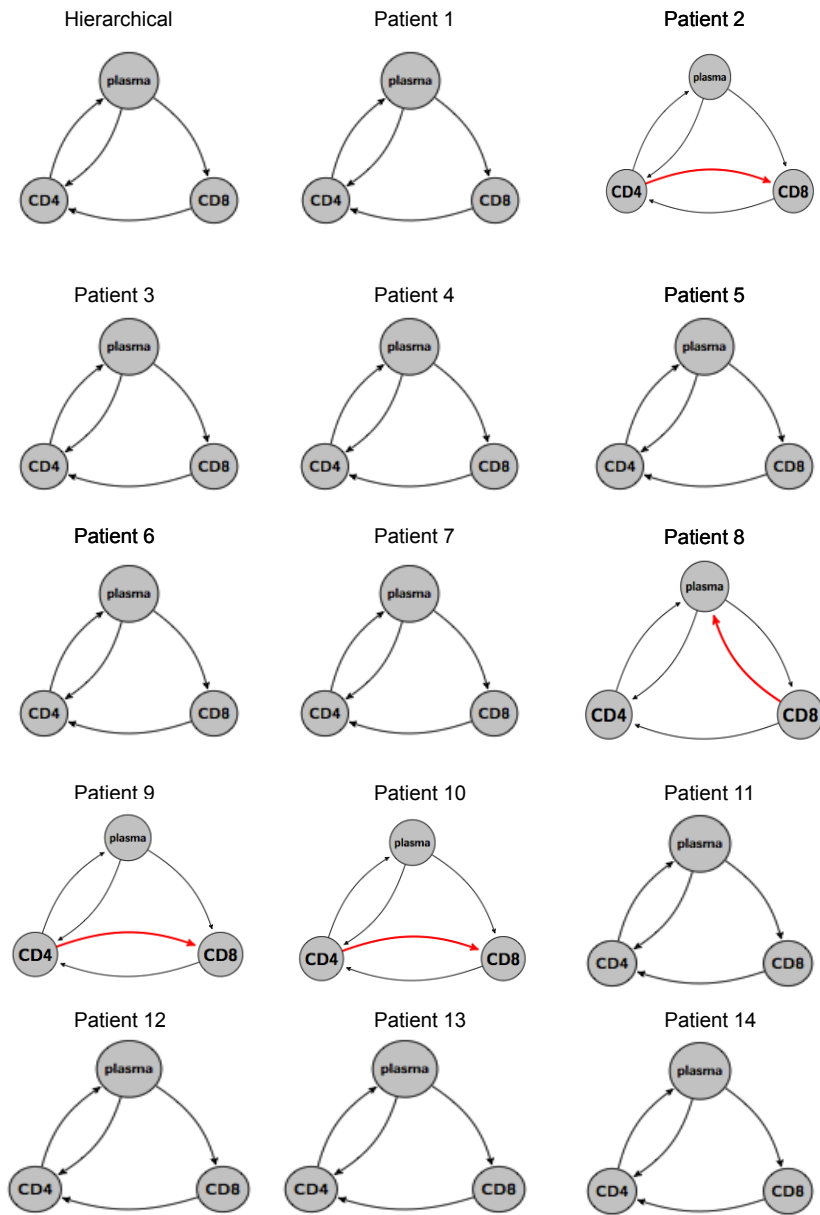 Hierarchical Patient 1 Patient 2
plasma plasma plasma
CD4 CD8 CD4 CD8 CD4 CD8
Patient 3 Patient 4 Patient 5
plasma plasma plasma
CD4 CD8 CD4 CD8 CD4 CD8
Patient 6 Patient 7 Patient 8
plasma plasma plasma
CD4 CD8 CD4 CD8 CD4 CD8
Patient 9 Patient 10 Patient 11
plasma plasma plasma
CD4 CD8 CD4 CD8 CD4 CD8
Patient 12 Patient 13 Patient 14
plasma plasma plasma
CD4 CD8 CD4 CD8 CD4 CD8